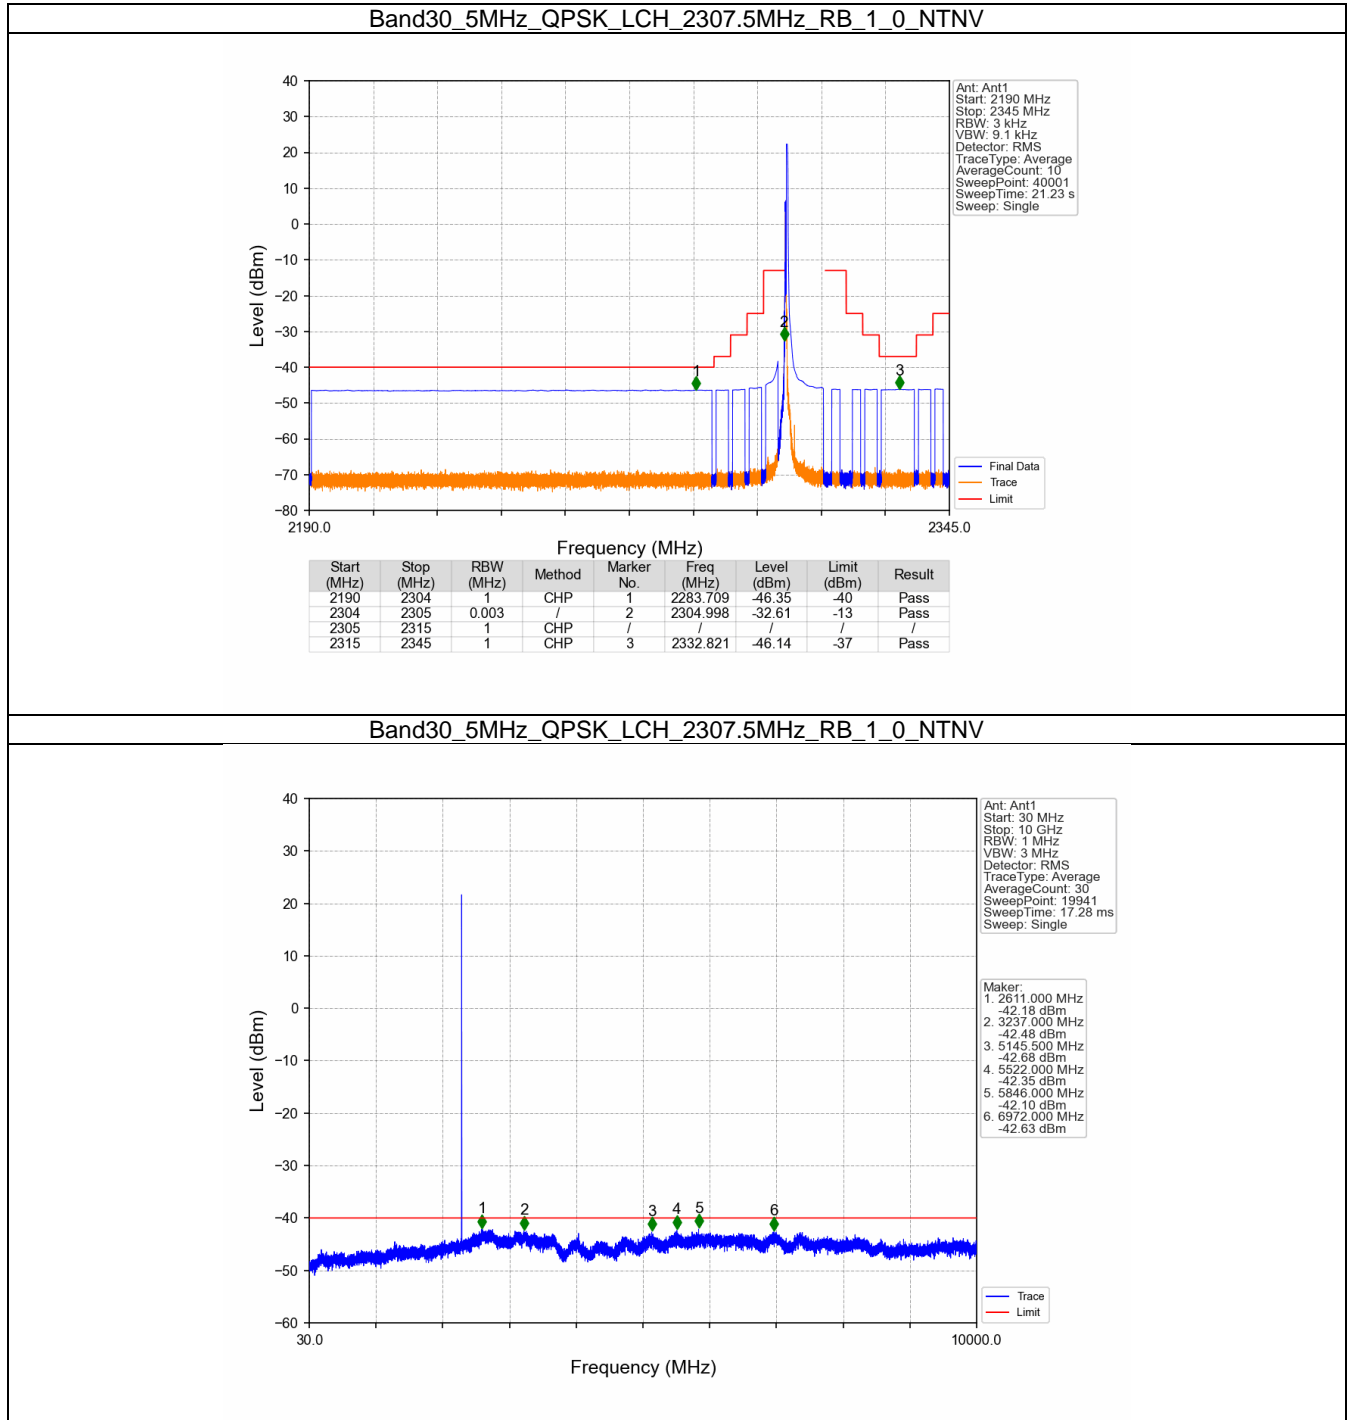 Band30_5MHz_QPSK_LCH_2307.5MHz_RB_1_0_NTNV
40
30
20
10
0
−10
−20
−30
−40
−50
−60
−70
−80
Level (dBm)
1
2
3
2190.0
2345.0
Frequency (MHz)
Ant: Ant1
Start: 2190 MHz
Stop: 2345 MHz
RBW: 3 kHz
VBW: 9.1 kHz
Detector: RMS
TraceType: Average
AverageCount: 10
SweepPoint: 40001
SweepTime: 21.23 s
Sweep: Single
Final Data
Trace
Limit
Start (MHz) Stop (MHz) RBW (MHz) Method Marker No. Freq (MHz) Level (dBm) Limit (dBm) Result
2190 2304 1 CHP 1 2283.709 -46.35 -40 Pass
2304 2305 0.003 / 2 2304.998 -32.61 -13 Pass
2305 2315 1 CHP / / / / /
2315 2345 1 CHP 3 2332.821 -46.14 -37 Pass
Band30_5MHz_QPSK_LCH_2307.5MHz_RB_1_0_NTNV
40
30
20
10
0
−10
−20
−30
−40
−50
−60
Level (dBm)
1
2
3
4
5
6
30.0
10000.0
Frequency (MHz)
Ant: Ant1
Start: 30 MHz
Stop: 10 GHz
RBW: 1 MHz
VBW: 3 MHz
Detector: RMS
TraceType: Average
AverageCount: 30
SweepPoint: 19941
SweepTime: 17.28 ms
Sweep: Single
Maker:
1. 2611.000 MHz
-42.18 dBm
2. 3237.000 MHz
-42.48 dBm
3. 5145.500 MHz
-42.68 dBm
4. 5522.000 MHz
-42.35 dBm
5. 5846.000 MHz
-42.10 dBm
6. 6972.000 MHz
-42.63 dBm
Trace
Limit